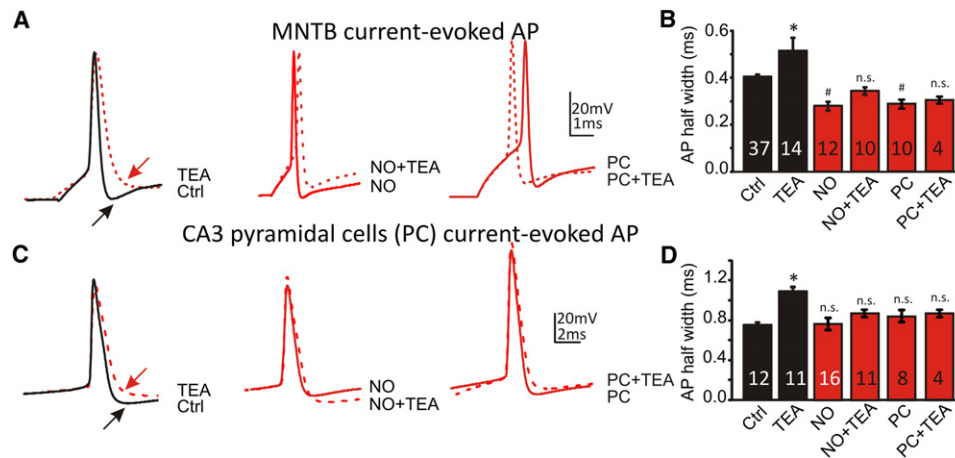 A
MNTB current-evoked AP
TEA
Ctrl
NO+TEA
NO
20mV
1ms
PC
PC+TEA
B
AP half width (ms)
0.6
0.4
0.2
0.0
*
#
n.s.
#
n.s.
37
14
12
10
10
4
Ctrl
TEA
NO
NO+TEA
PC
PC+TEA
C
CA3 pyramidal cells (PC) current-evoked AP
TEA
Ctrl
NO
NO+TEA
20mV
2ms
PC+TEA
PC
D
AP half width (ms)
1.2
0.8
0.4
0.0
*
n.s.
n.s.
n.s.
n.s.
12
11
16
11
8
4
Ctrl
TEA
NO
NO+TEA
PC
PC+TEA